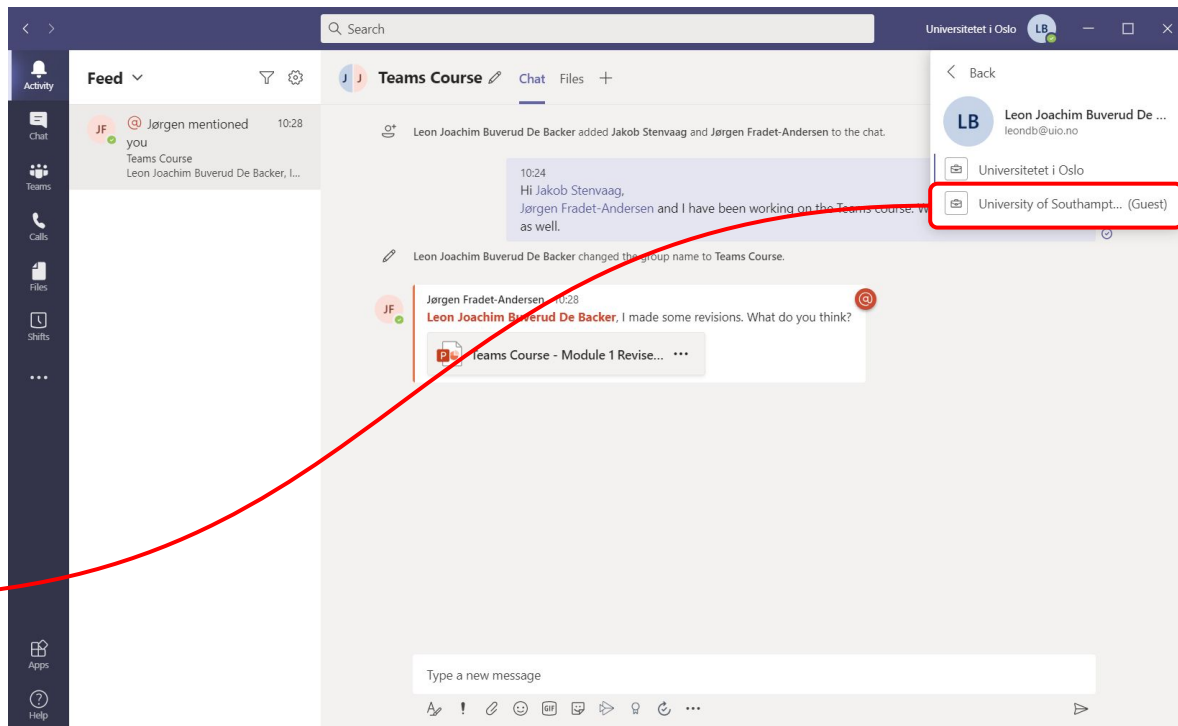 Search
Universitetet i Oslo
LB
Activity
Chat
Teams
Calls
Files
Shifts
Apps
Help
Feed
JF
@ Jørgen mentioned 10:28
you
Teams Course
Leon Joachim Buverud De Backer, I...
J J Teams Course Chat Files
Leon Joachim Buverud De Backer added Jakob Stenvaag and Jørgen Fradet-Andersen to the chat.
10:24
Hi Jakob Stenvaag,
Jørgen Fradet-Andersen and I have been working on the Teams course. W
as well.
Leon Joachim Buverud De Backer changed the group name to Teams Course.
JF
Jørgen Fradet-Andersen 10:28
@
Leon Joachim Buverud De Backer, I made some revisions. What do you think?
P Teams Course - Module 1 Revise... ...
Type a new message
GIF
Back
LB
Leon Joachim Buverud De ...
leondb@uio.no
Universitetet i Oslo
University of Southampt... (Guest)